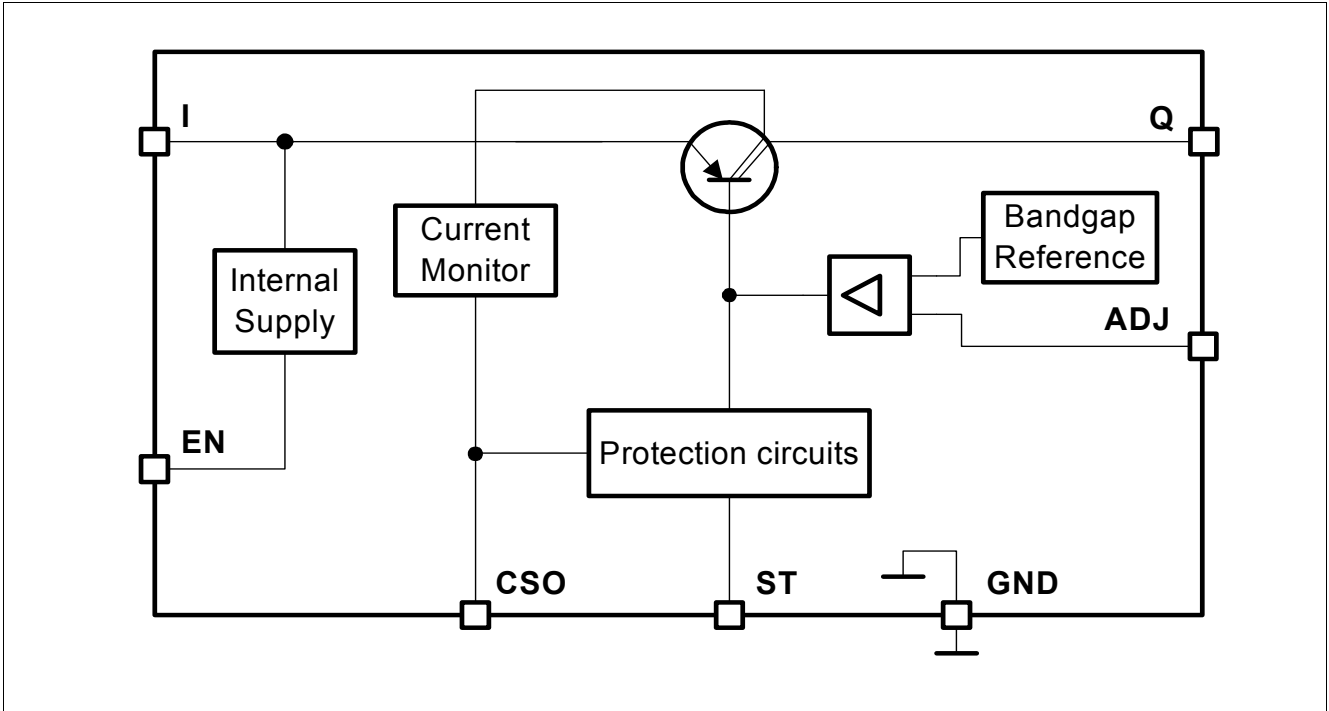 I
Q
Current
Monitor
Bandgap
Reference
Internal
Supply
ADJ
EN
Protection circuits
CSO
ST
GND